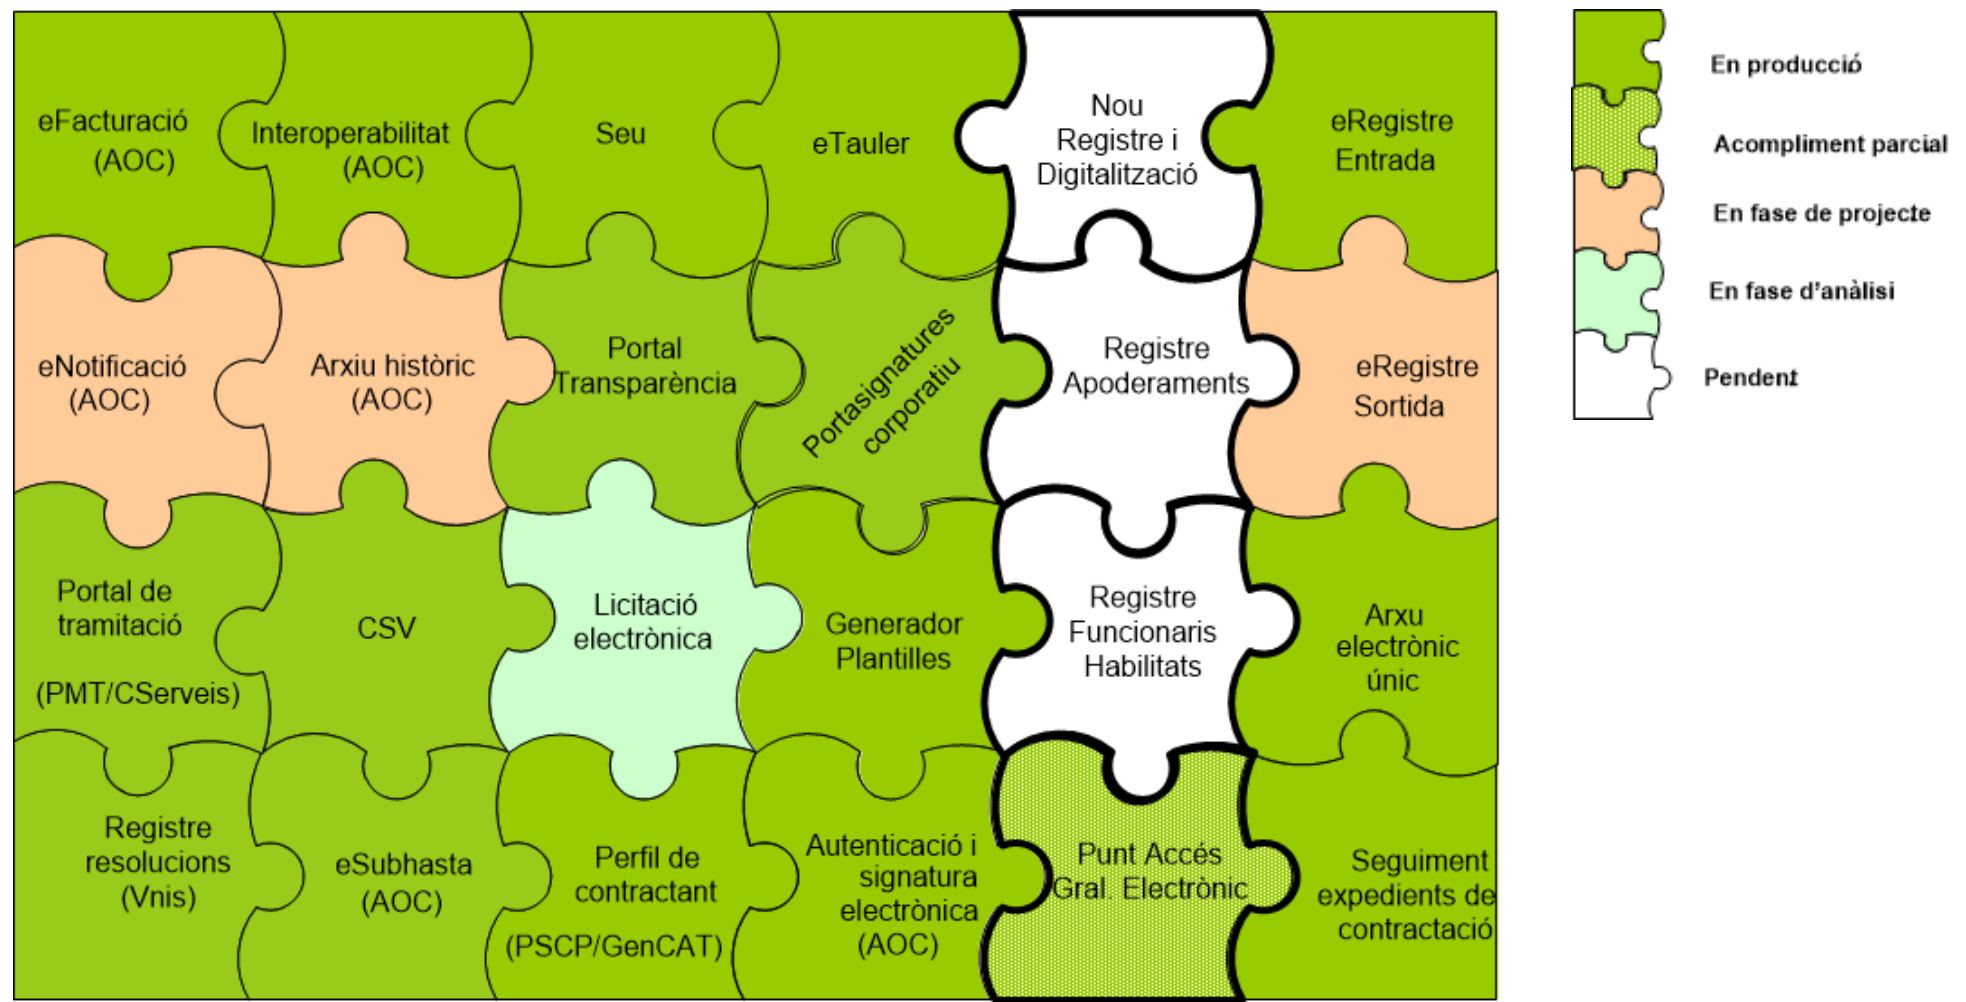 eFacturació
(AOC)
Interoperabilitat
(AOC)
Seu
eTauler
Nou
Registre i
Digitalització
eRegistre
Entrada
eNotificació
(AOC)
Arxiu històric
(AOC)
Portal
Transparència
Portasignatures
corporatiu
Registre
Apoderaments
eRegistre
Sortida
Portal de
tramitació
(PMT/CServeis)
CSV
Licitació
electrònica
Generador
Plantilles
Registre
Funcionaris
Habilitats
Arxu
electrònic
únic
Registre
resolucions
(Vnis)
eSubhasta
(AOC)
Perfil de
contractant
(PSCP/GenCAT)
Autenticació i
signatura
electrònica
(AOC)
Punt Accés
Gral. Electrònic
Seguiment
expedients de
contractació
En producció
Acompliment parcial
En fase de projecte
En fase d'anàlisi
Pendent